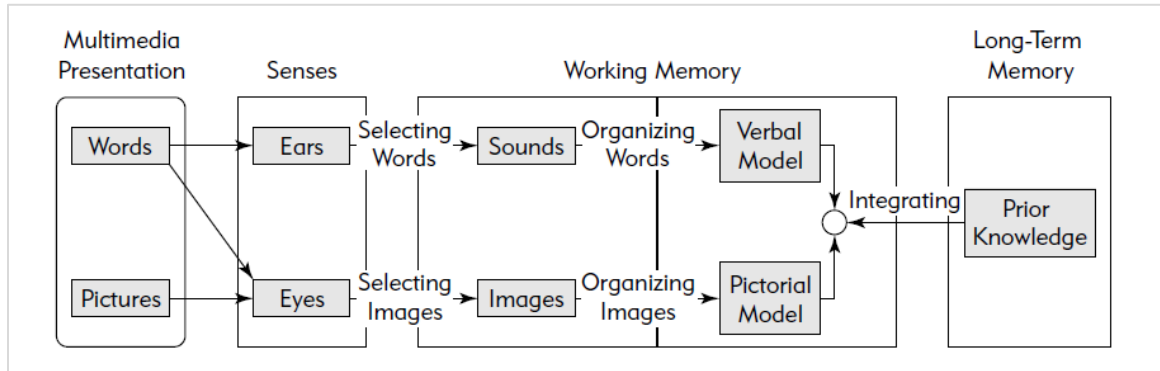 Multimedia
Presentation
Senses
Working Memory
Long-Term
Memory
Words
Ears
Selecting
Words
Sounds
Organizing
Words
Verbal
Model
Integrating
Prior
Knowledge
Pictures
Eyes
Selecting
Images
Images
Organizing
Images
Pictorial
Model